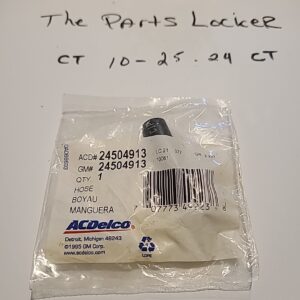 The Parts Locker
CT 10-25.24 CT
ACD# 24504913
GM# 24504913
QTY. 1
HOSE
BOYAU
MANGUERA
ACDelco
Detroit, Michigan 48243
©1995 GM Corp.
www.acdelco.com
LDPE